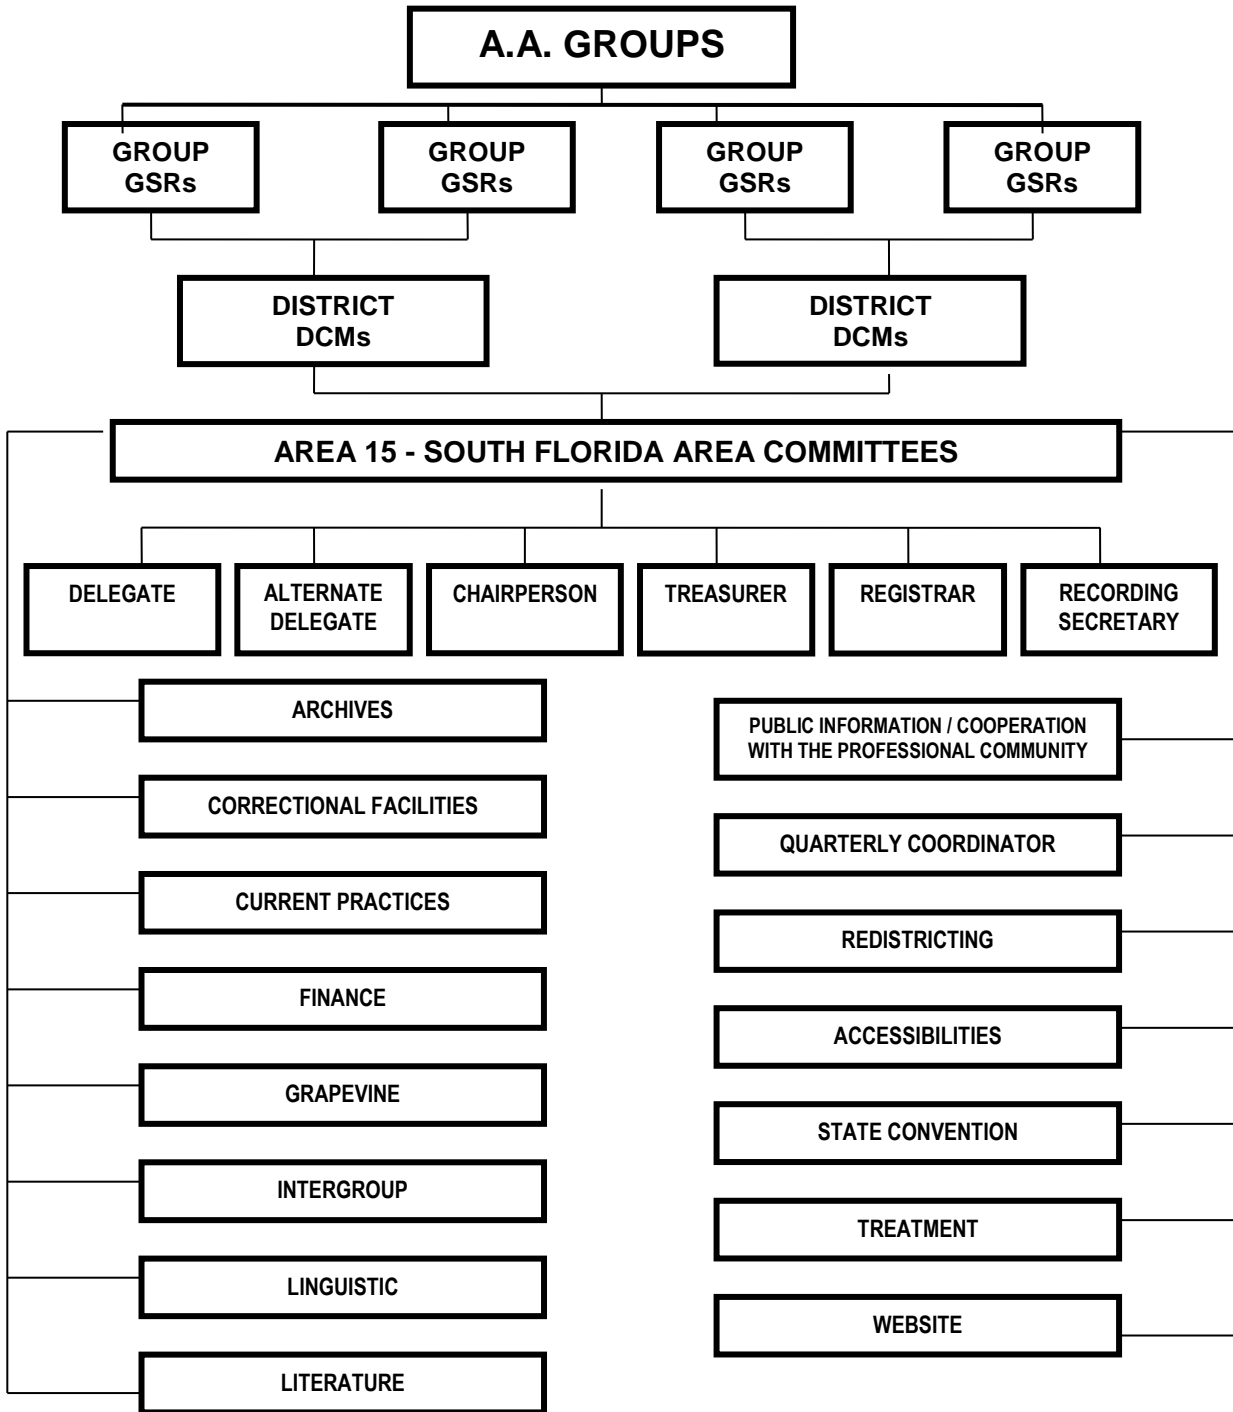 A.A. GROUPS
GROUP
GSRs
GROUP
GSRs
GROUP
GSRs
GROUP
GSRs
DISTRICT
DCMs
DISTRICT
DCMs
AREA 15 - SOUTH FLORIDA AREA COMMITTEES
DELEGATE
ALTERNATE
DELEGATE
CHAIRPERSON
TREASURER
REGISTRAR
RECORDING
SECRETARY
ARCHIVES
CORRECTIONAL FACILITIES
CURRENT PRACTICES
FINANCE
GRAPEVINE
INTERGROUP
LINGUISTIC
LITERATURE
PUBLIC INFORMATION / COOPERATION
WITH THE PROFESSIONAL COMMUNITY
QUARTERLY COORDINATOR
REDISTRICTING
ACCESSIBILITIES
STATE CONVENTION
TREATMENT
WEBSITE